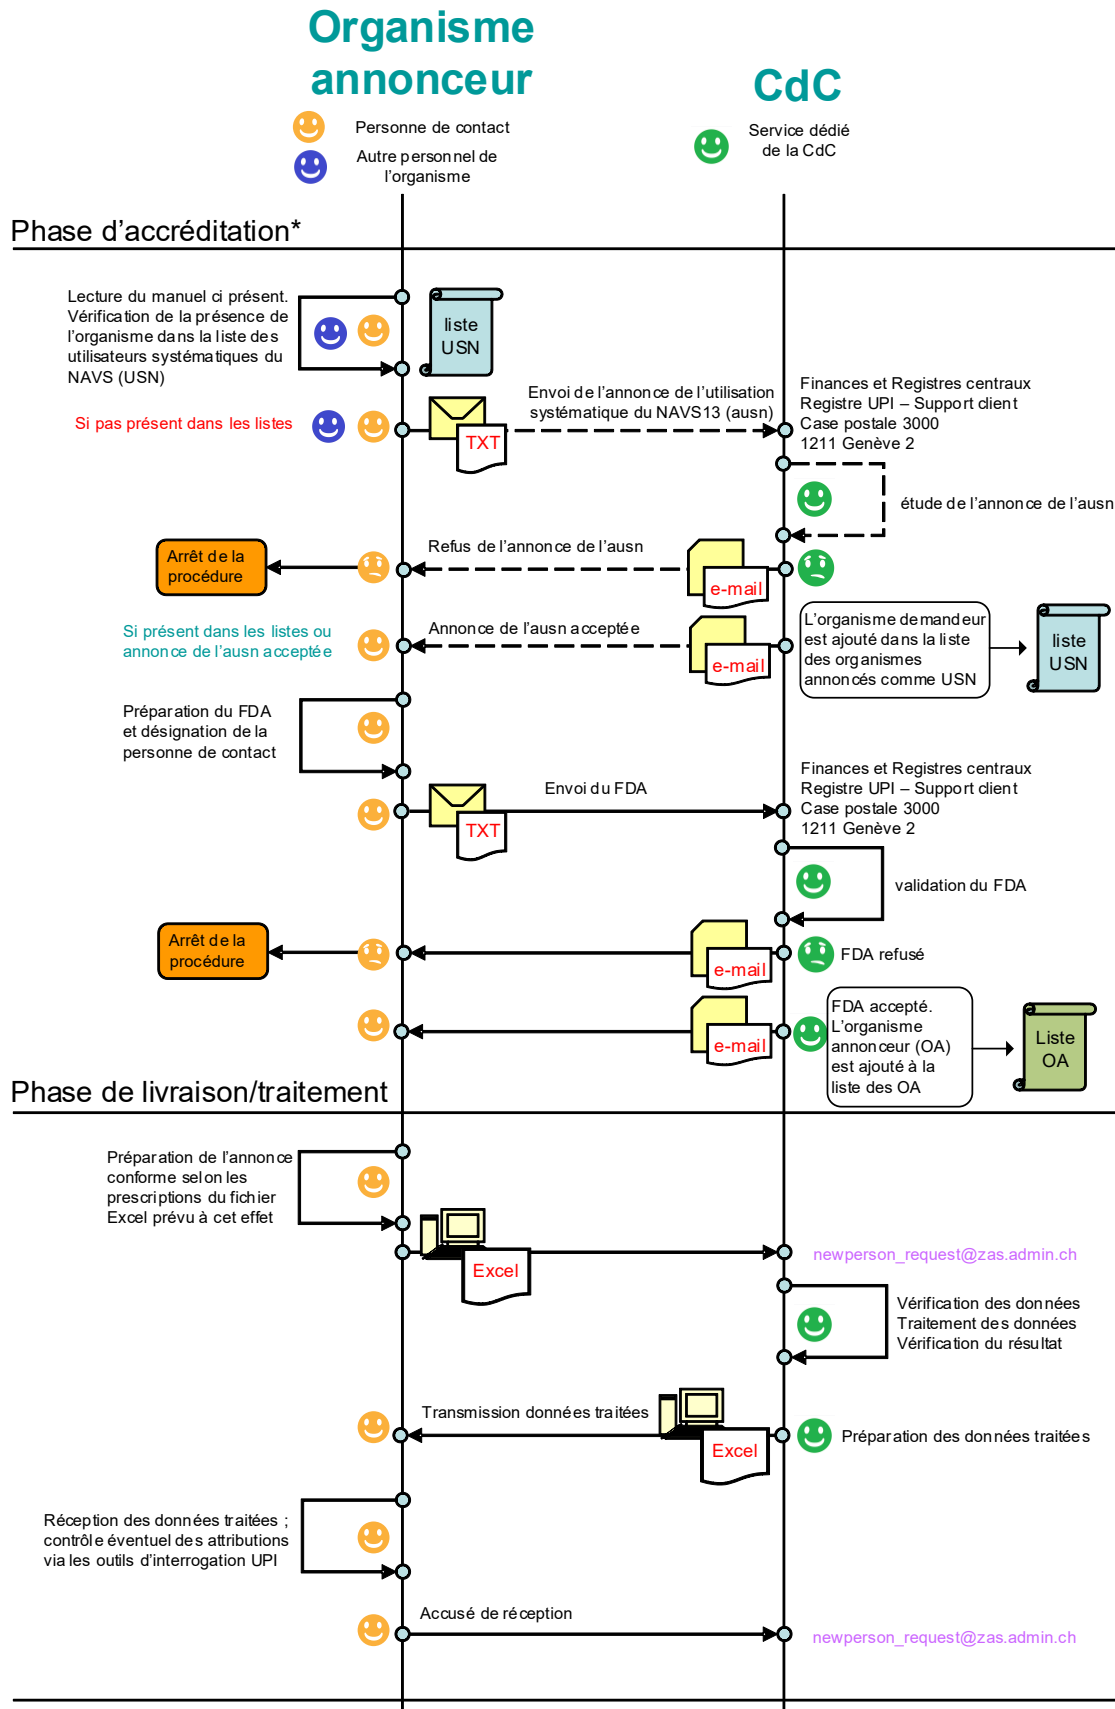 Organisme
annonceur
CdC
Personne de contact
Autre personnel de
l'organisme
Service dédié
de la CdC
Phase d'accréditation*
Lecture du manuel ci présent.
Vérification de la présence de
l'organisme dans la liste des
utilisateurs systématiques du
NAVS (USN)
liste
USN
Si pas présent dans les listes
TXT
Envoi de l'annonce de l'utilisation
systématique du NAVS13 (ausn)
Finances et Registres centraux
Registre UPI – Support client
Case postale 3000
1211 Genève 2
étude de l'annonce de l'ausn
Arrêt de la
procédure
Refus de l'annonce de l'ausn
e-mail
Si présent dans les listes ou
annonce de l'ausn acceptée
Annonce de l'ausn acceptée
e-mail
L'organisme demandeur
est ajouté dans la liste
des organismes
annoncés comme USN
liste
USN
Préparation du FDA
et désignation de la
personne de contact
TXT
Envoi du FDA
Finances et Registres centraux
Registre UPI – Support client
Case postale 3000
1211 Genève 2
validation du FDA
Arrêt de la
procédure
e-mail
FDA refusé
e-mail
FDA accepté.
L'organisme
annonceur (OA)
est ajouté à la
liste des OA
Liste
OA
Phase de livraison/traitement
Préparation de l'annonce
conforme selon les
prescriptions du fichier
Excel prévu à cet effet
Excel
newperson_request@zas.admin.ch
Vérification des données
Traitement des données
Vérification du résultat
Transmission données traitées
Excel
Préparation des données traitées
Réception des données traitées ;
contrôle éventuel des attributions
via les outils d'interrogation UPI
Accusé de réception
newperson_request@zas.admin.ch